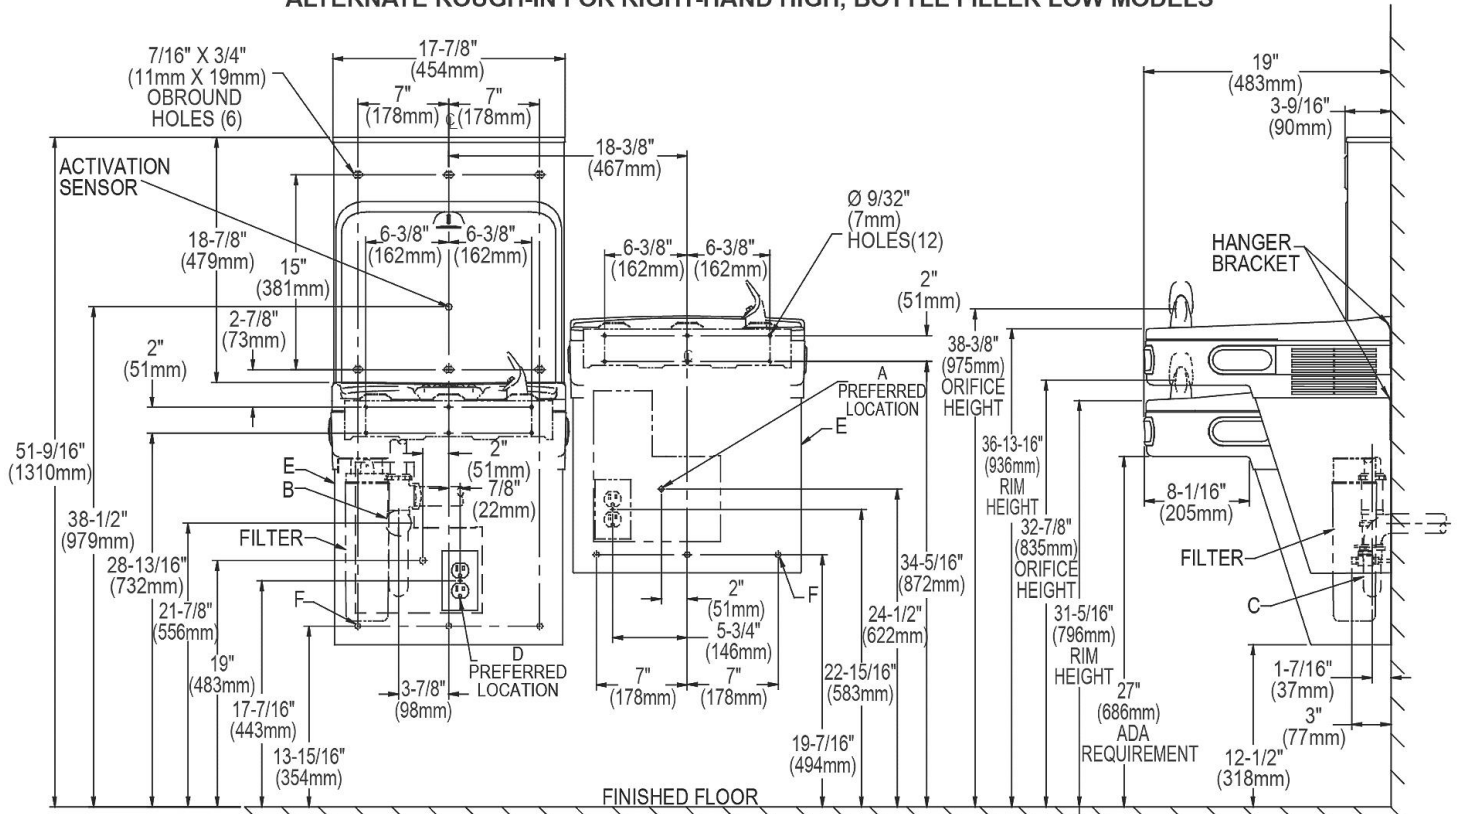 ALTERNATE ROUGH-IN FOR RIGHT-HAND HIGH, BOTTLE FILLER LOW MODELS
7/16" X 3/4"
(11mm X 19mm)
OBROUND
HOLES (6)
17-7/8"
(454mm)
7"
(178mm)
7"
(178mm)
℄
ACTIVATION
SENSOR
18-3/8"
(467mm)
Ø 9/32"
(7mm)
HOLES(12)
18-7/8"
(479mm)
15"
(381mm)
6-3/8"
(162mm)
6-3/8"
(162mm)
6-3/8"
(162mm)
6-3/8"
(162mm)
2"
(51mm)
2-7/8"
(73mm)
2"
(51mm)
℄
A
PREFERRED
LOCATION
E
51-9/16"
(1310mm)
38-1/2"
(979mm)
28-13/16"
(732mm)
21-7/8"
(556mm)
19"
(483mm)
17-7/16"
(443mm)
13-15/16"
(354mm)
E
B
FILTER
F
2"
(51mm)
7/8"
(22mm)
D
PREFERRED
LOCATION
3-7/8"
(98mm)
F
2"
(51mm)
5-3/4"
(146mm)
7"
(178mm)
7"
(178mm)
34-5/16"
(872mm)
24-1/2"
(622mm)
22-15/16"
(583mm)
19-7/16"
(494mm)
FINISHED FLOOR
19"
(483mm)
3-9/16"
(90mm)
HANGER
BRACKET
38-3/8"
(975mm)
ORIFICE
HEIGHT
36-13-16"
(936mm)
RIM
HEIGHT
32-7/8"
(835mm)
ORIFICE
HEIGHT
31-5/16"
(796mm)
RIM
HEIGHT
27"
(686mm)
ADA
REQUIREMENT
8-1/16"
(205mm)
FILTER
C
1-7/16"
(37mm)
3"
(77mm)
12-1/2"
(318mm)